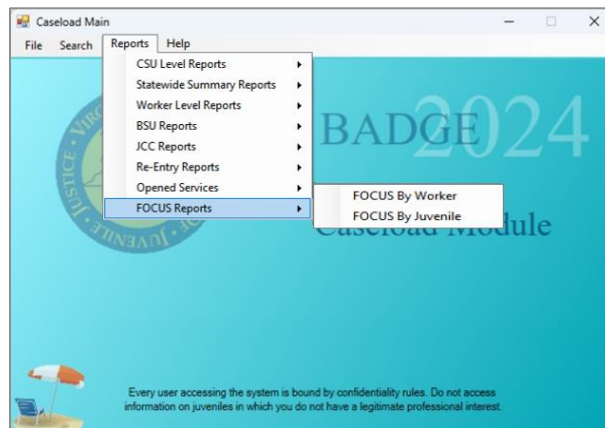 Caseload Main
File Search Reports Help
CSU Level Reports
Statewide Summary Reports
Worker Level Reports
BSU Reports
JCC Reports
Re-Entry Reports
Opened Services
FOCUS Reports
FOCUS By Worker
FOCUS By Juvenile
BADGE 2024
Caseload Module
JUSTICE
Every user accessing the system is bound by confidentiality rules. Do not access
information on juveniles in which you do not have a legitimate professional interest.